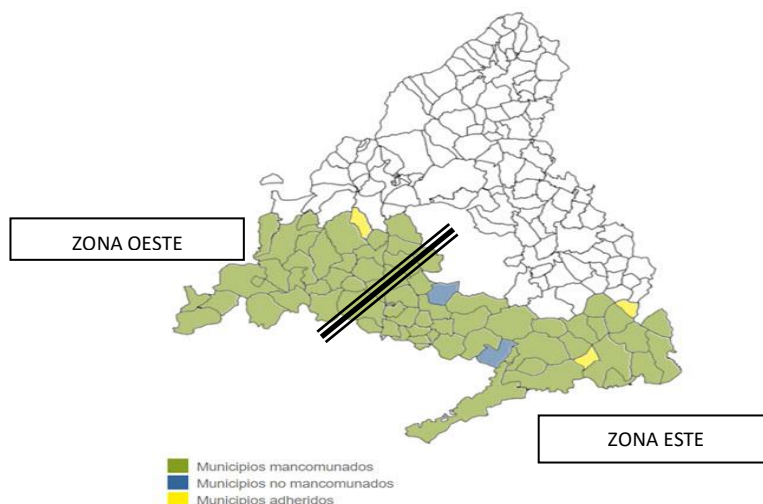 ZONA OESTE
ZONA ESTE
Municipios mancomunados
Municipios no mancomunados
Municipios adheridos